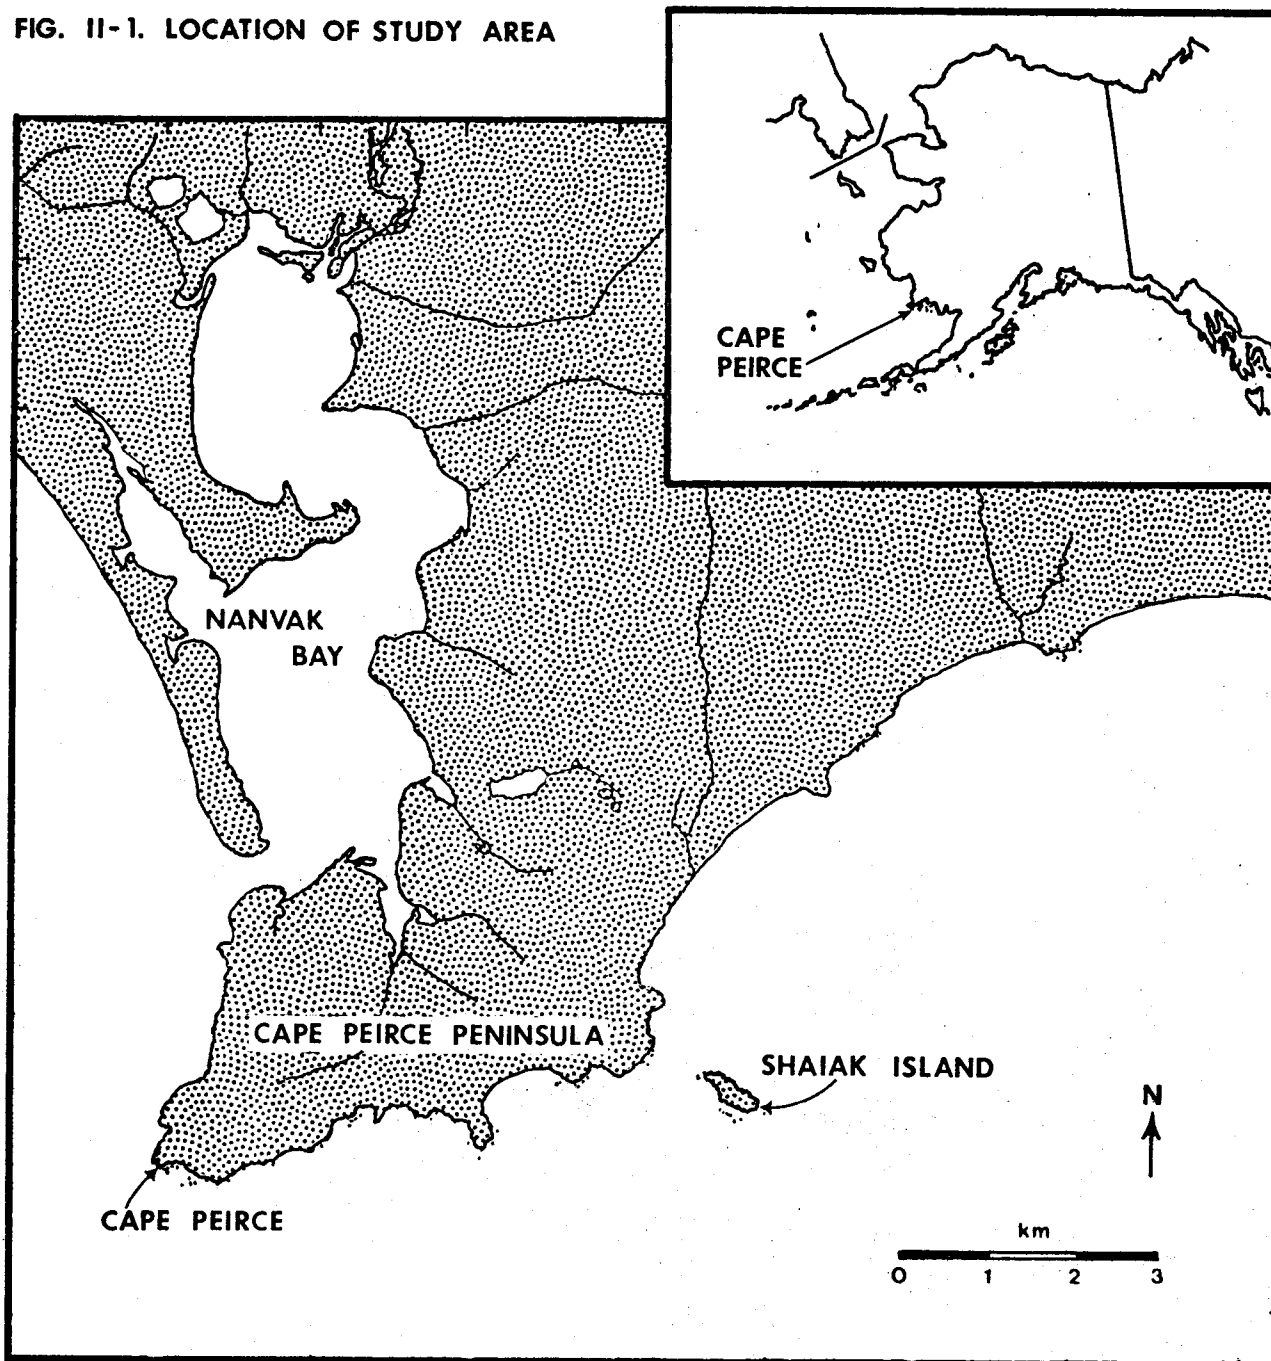 FIG. II-1. LOCATION OF STUDY AREA
CAPE
PEIRCE
NANVAK
BAY
CAPE PEIRCE PENINSULA
SHAIAK ISLAND
N
CAPE PEIRCE
km
0 1 2 3